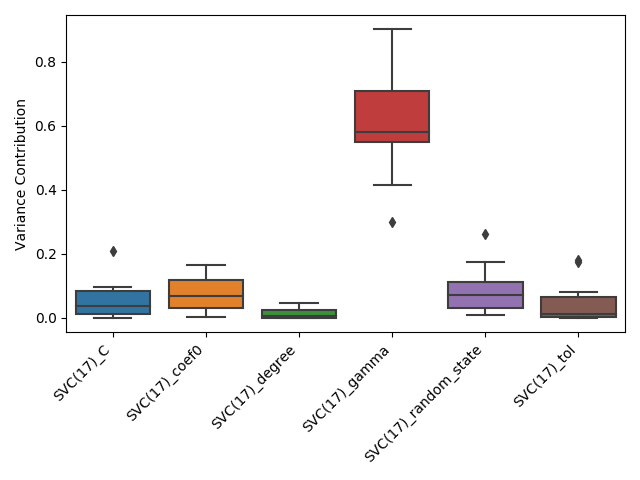 Variance Contribution
0.8
0.6
0.4
0.2
0.0
SVC(17)_C
SVC(17)_coef0
SVC(17)_degree
SVC(17)_gamma
SVC(17)_random_state
SVC(17)_tol